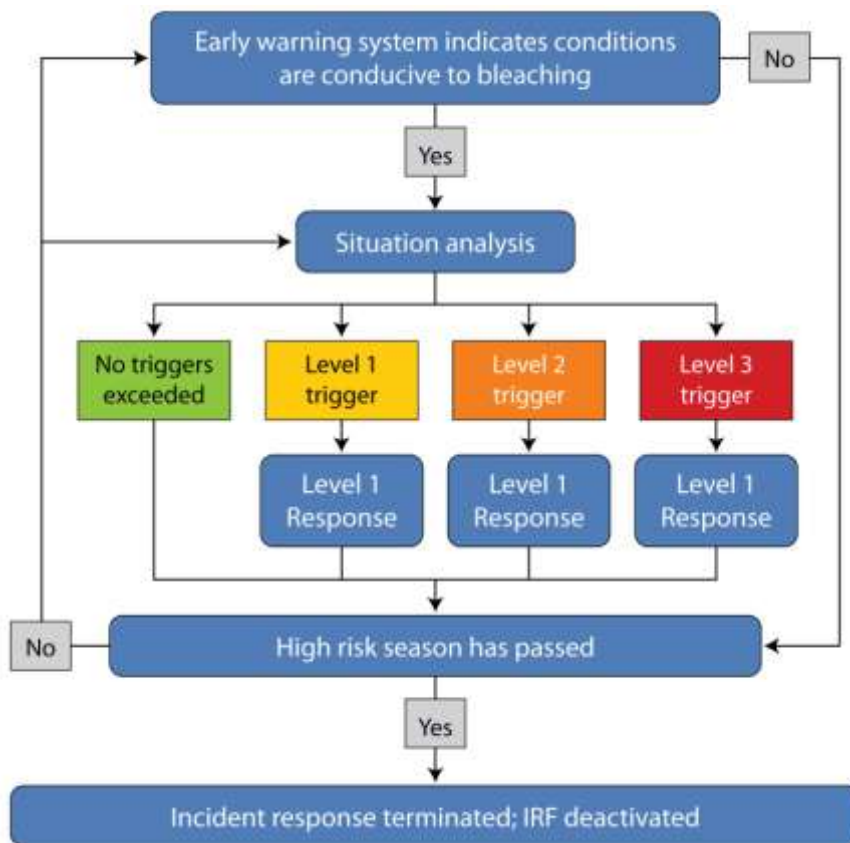 Early warning system indicates conditions
are conducive to bleaching
No
Yes
Situation analysis
No triggers
exceeded
Level 1
trigger
Level 2
trigger
Level 3
trigger
Level 1
Response
Level 1
Response
Level 1
Response
No
High risk season has passed
Yes
Incident response terminated; IRF deactivated